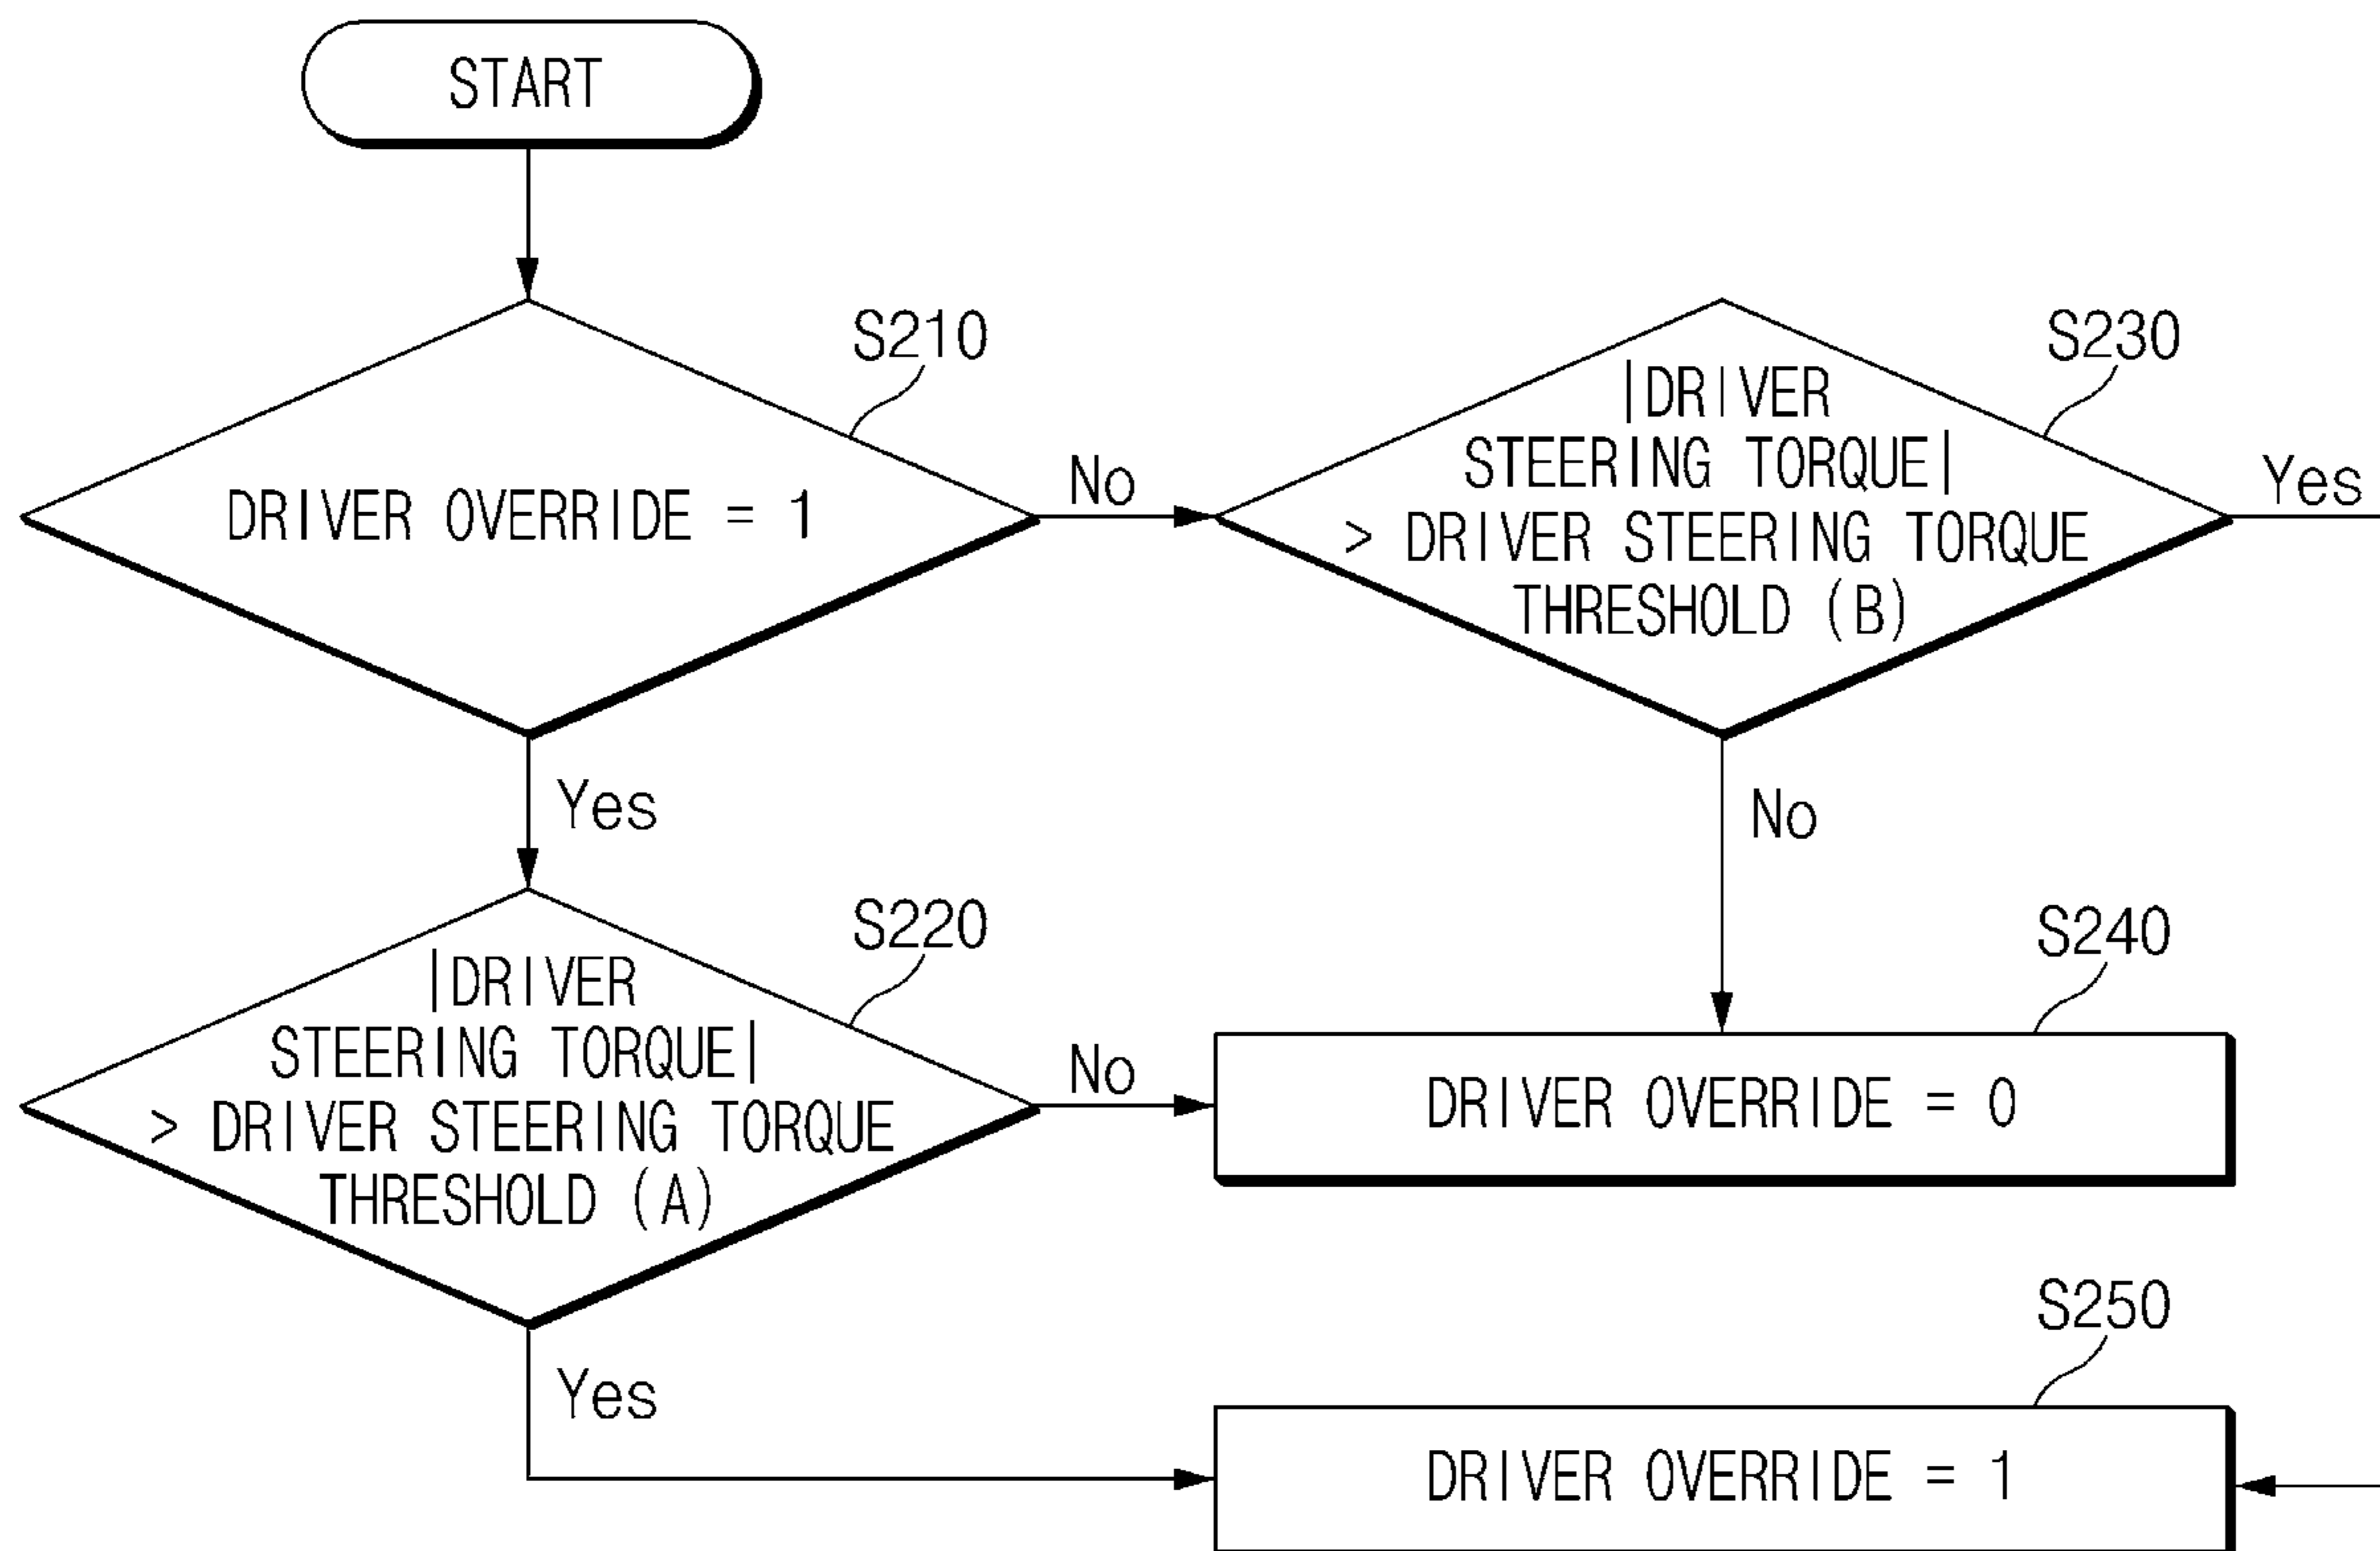 START
S210
DRIVER OVERRIDE = 1
No
S230
|DRIVER
STEERING TORQUE|
> DRIVER STEERING TORQUE
THRESHOLD (B)
Yes
Yes
No
S220
|DRIVER
STEERING TORQUE|
> DRIVER STEERING TORQUE
THRESHOLD (A)
No
S240
DRIVER OVERRIDE = 0
Yes
S250
DRIVER OVERRIDE = 1